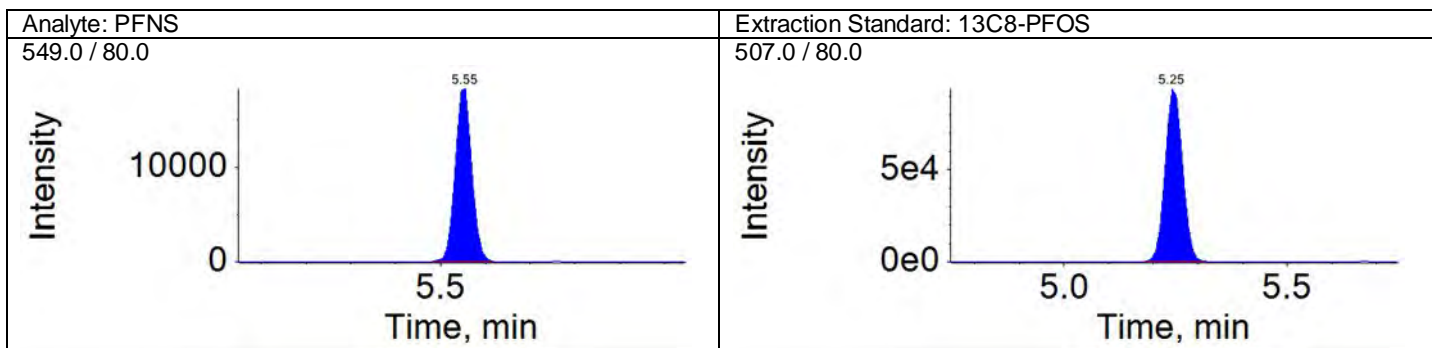 Analyte: PFNS
549.0 / 80.0
5.55
Intensity
10000
0
5.5
Time, min
Extraction Standard: 13C8-PFOS
507.0 / 80.0
5.25
Intensity
5e4
0e0
5.0 5.5
Time, min